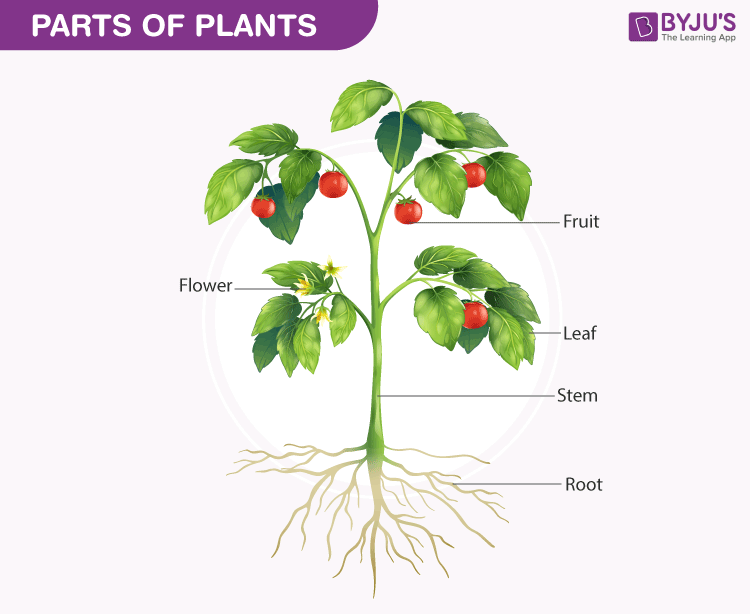 PARTS OF PLANTS
BYJU'S
The Learning App
Fruit
Flower
Leaf
Stem
Root